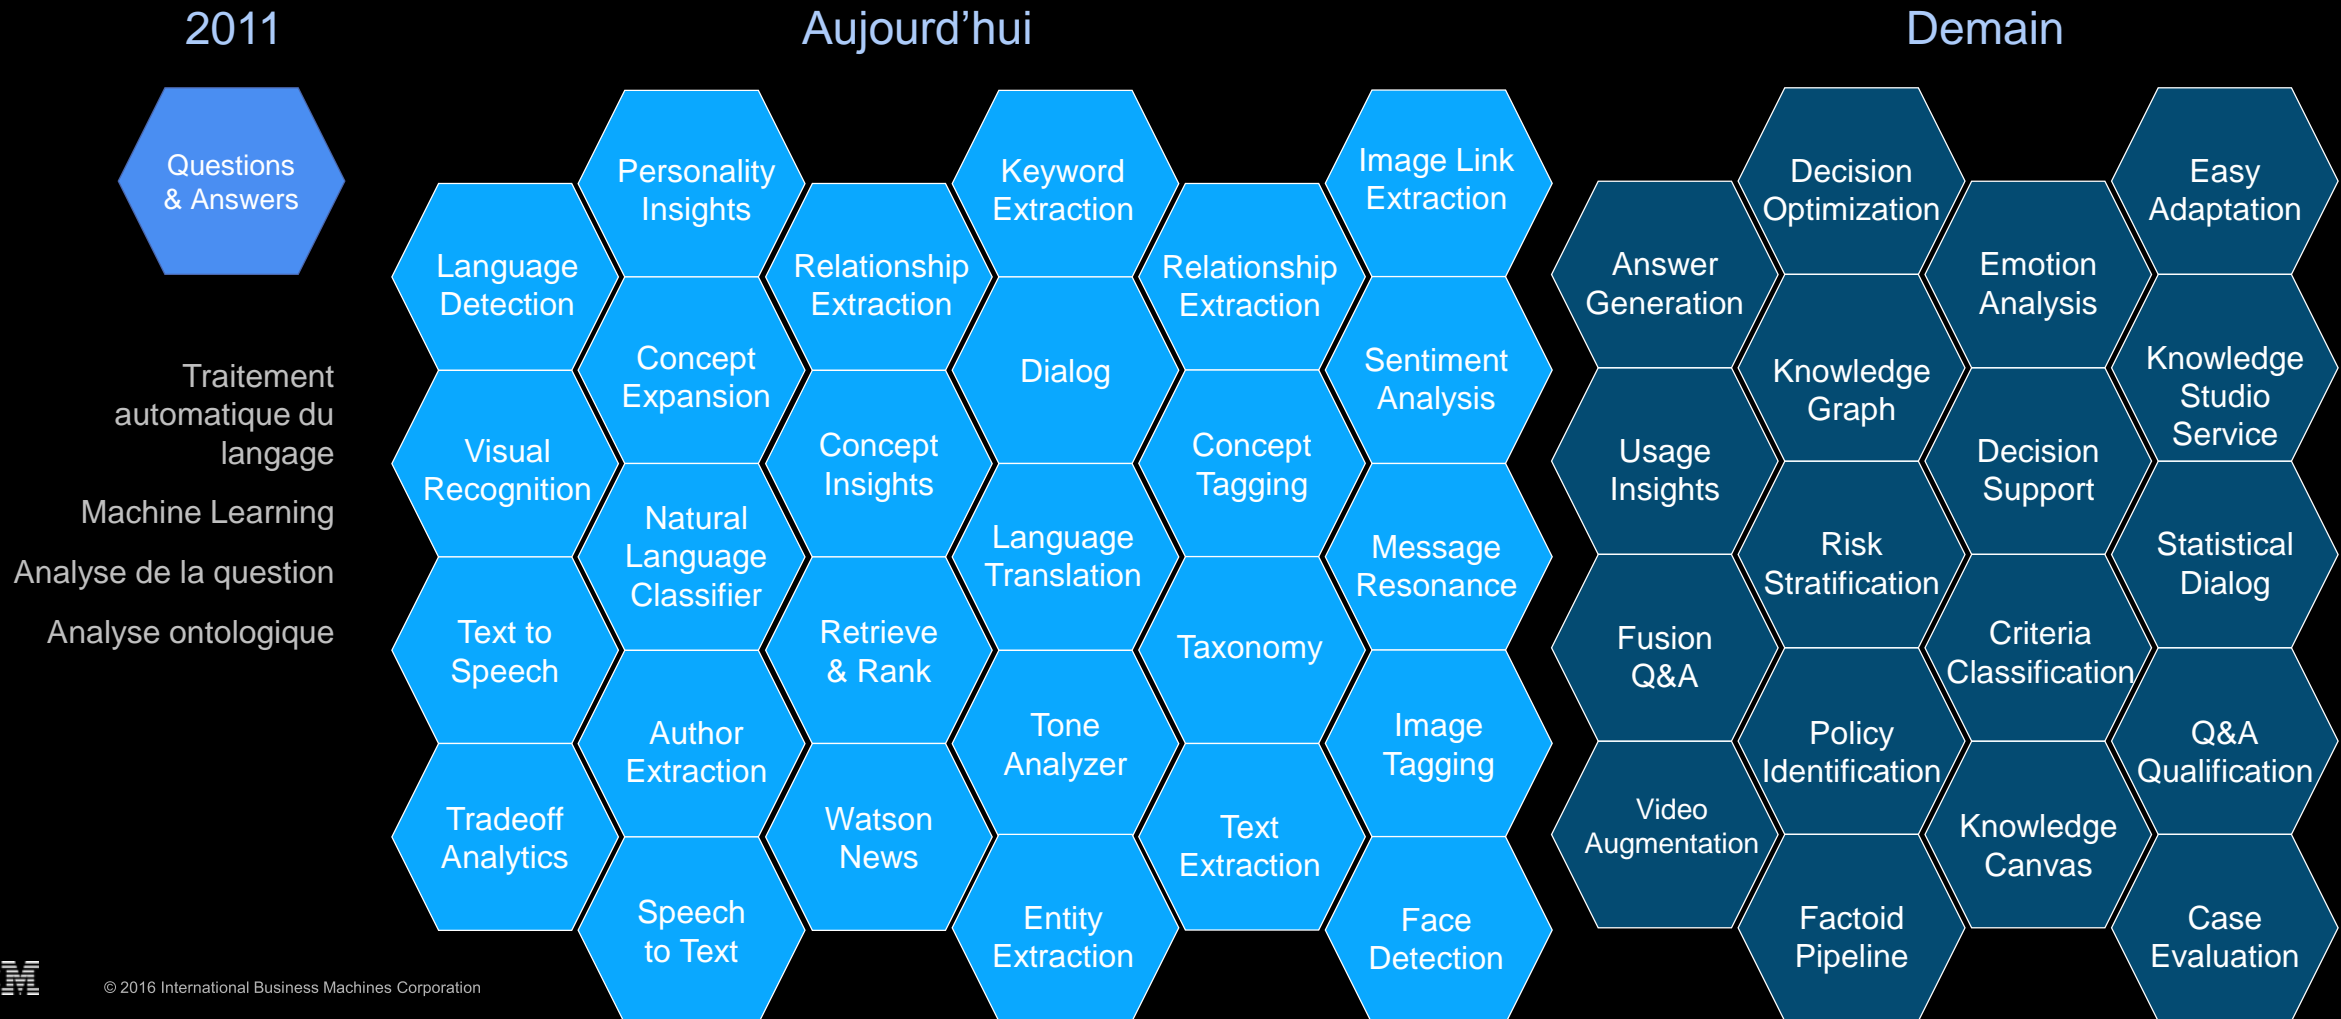 2011
Aujourd’hui
Demain
Questions
& Answers
Traitement
automatique du
langage
Machine Learning
Analyse de la question
Analyse ontologique
Language
Detection
Visual
Recognition
Text to
Speech
Tradeoff
Analytics
Personality
Insights
Concept
Expansion
Natural
Language
Classifier
Author
Extraction
Speech
to Text
Relationship
Extraction
Concept
Insights
Retrieve
& Rank
Watson
News
Keyword
Extraction
Dialog
Language
Translation
Tone
Analyzer
Entity
Extraction
Relationship
Extraction
Concept
Tagging
Taxonomy
Text
Extraction
Image Link
Extraction
Sentiment
Analysis
Message
Resonance
Image
Tagging
Face
Detection
Answer
Generation
Usage
Insights
Fusion
Q&A
Video
Augmentation
Decision
Optimization
Knowledge
Graph
Risk
Stratification
Policy
Identification
Factoid
Pipeline
Emotion
Analysis
Decision
Support
Criteria
Classification
Knowledge
Canvas
Easy
Adaptation
Knowledge
Studio
Service
Statistical
Dialog
Q&A
Qualification
Case
Evaluation
M
© 2016 International Business Machines Corporation